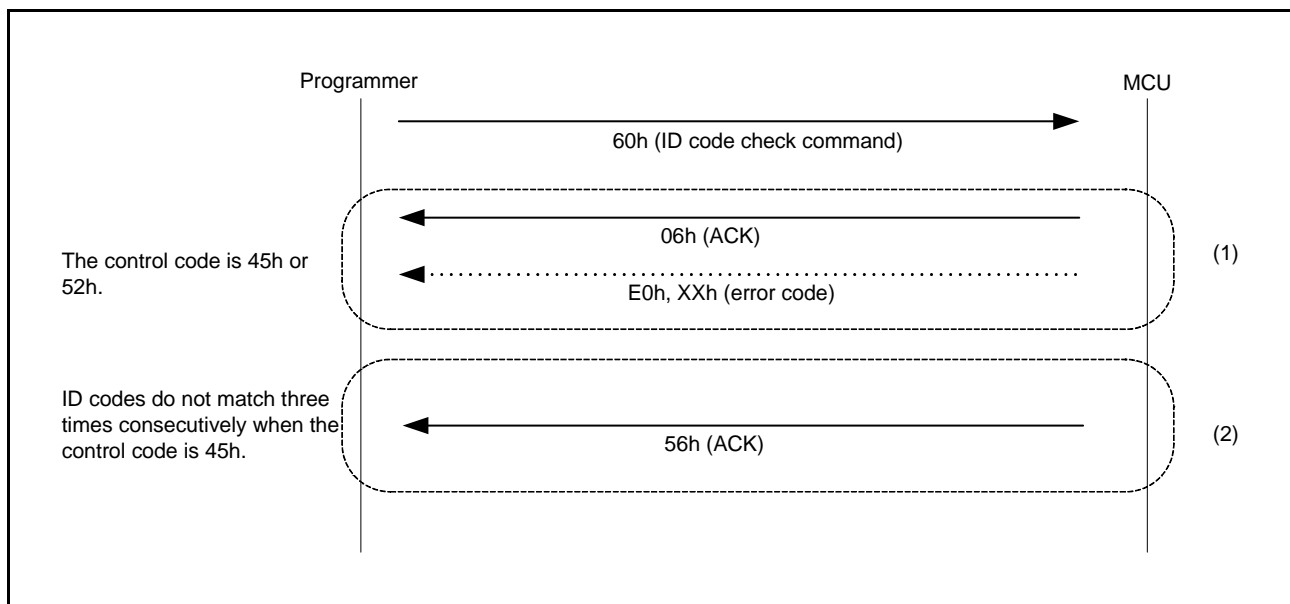 Programmer
MCU
60h (ID code check command)
The control code is 45h or
52h.
06h (ACK)
E0h, XXh (error code)
(1)
ID codes do not match three
times consecutively when the
control code is 45h.
56h (ACK)
(2)